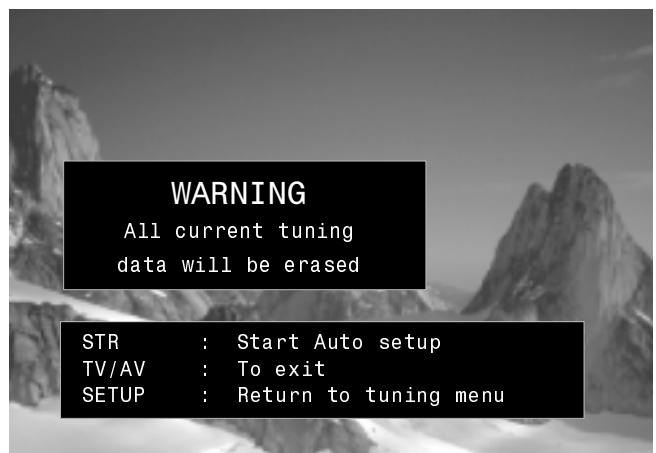 WARNING
All current tuning
data will be erased
STR : Start Auto setup
TV/AV : To exit
SETUP : Return to tuning menu